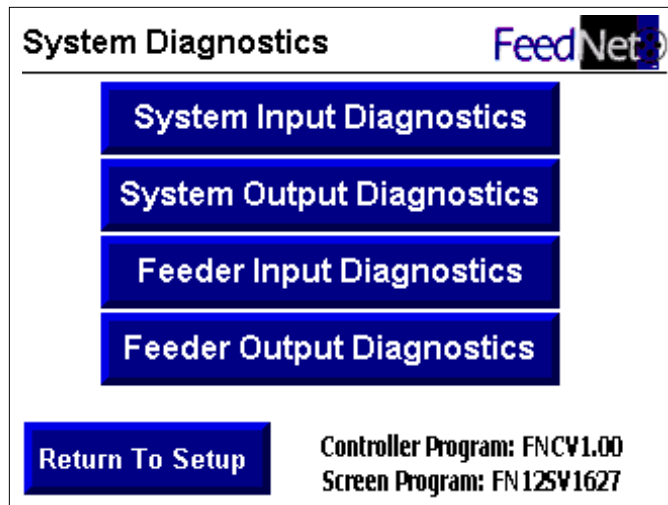 System Diagnostics
FeedNet8
System Input Diagnostics
System Output Diagnostics
Feeder Input Diagnostics
Feeder Output Diagnostics
Return To Setup
Controller Program: FNCV1.00
Screen Program: FN12SV1627